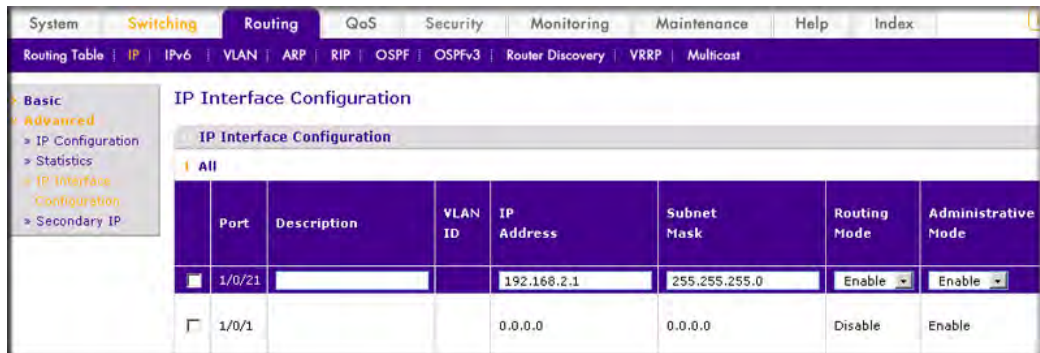 System Switching Routing QoS Security Monitoring Maintenance Help Index
Routing Table IP IPv6 VLAN ARP RIP OSPF OSPFv3 Router Discovery VRRP Multicast
Basic
Advanced
» IP Configuration
» Statistics
» IP Interface
Configuration
» Secondary IP
IP Interface Configuration
IP Interface Configuration
All
Port Description VLAN ID IP Address Subnet Mask Routing Mode Administrative Mode
1/0/21 192.168.2.1 255.255.255.0 Enable Enable
1/0/1 0.0.0.0 0.0.0.0 Disable Enable